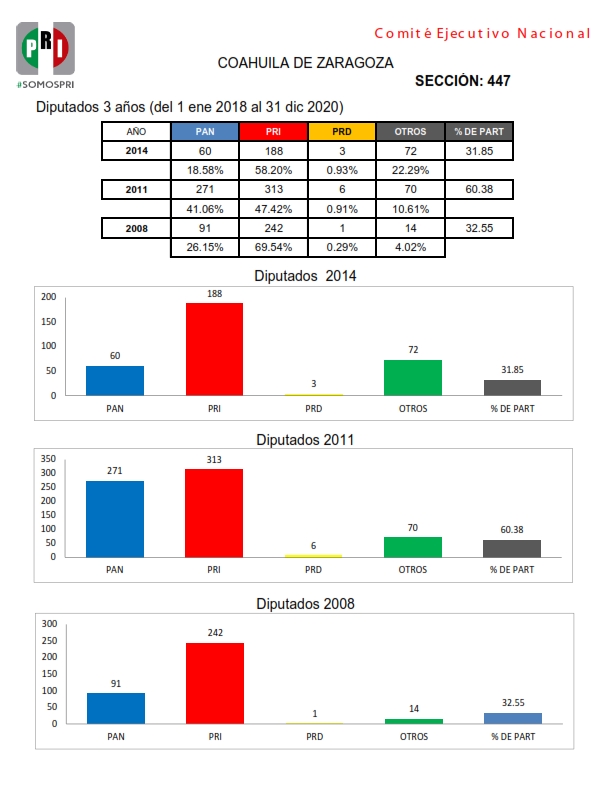 PRI
#SOMOSPRI
Comité Ejecutivo Nacional
COAHUILA DE ZARAGOZA
SECCIÓN: 447
Diputados 3 años (del 1 ene 2018 al 31 dic 2020)
AÑO PAN PRI PRD OTROS % DE PART
2014 60 188 3 72 31.85
18.58% 58.20% 0.93% 22.29%
2011 271 313 6 70 60.38
41.06% 47.42% 0.91% 10.61%
2008 91 242 1 14 32.55
26.15% 69.54% 0.29% 4.02%
Diputados 2014
200
150
100
50
0
60 188 3 72 31.85
PAN PRI PRD OTROS % DE PART
Diputados 2011
350
300
250
200
150
100
50
0
271 313 6 70 60.38
PAN PRI PRD OTROS % DE PART
Diputados 2008
300
250
200
150
100
50
0
91 242 1 14 32.55
PAN PRI PRD OTROS % DE PART